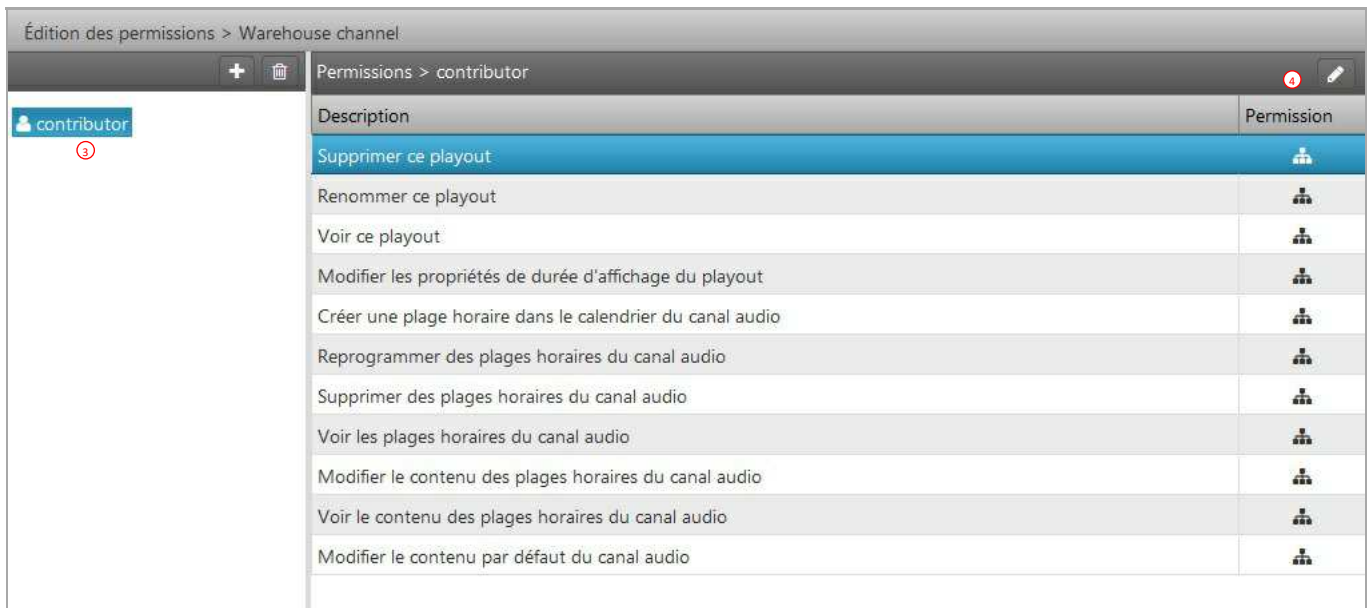 Édition des permissions > Warehouse channel
Permissions > contributor
4
contributor
3
Description Permission
Supprimer ce playout
Renommer ce playout
Voir ce playout
Modifier les propriétés de durée d'affichage du playout
Créer une plage horaire dans le calendrier du canal audio
Reprogrammer des plages horaires du canal audio
Supprimer des plages horaires du canal audio
Voir les plages horaires du canal audio
Modifier le contenu des plages horaires du canal audio
Voir le contenu des plages horaires du canal audio
Modifier le contenu par défaut du canal audio